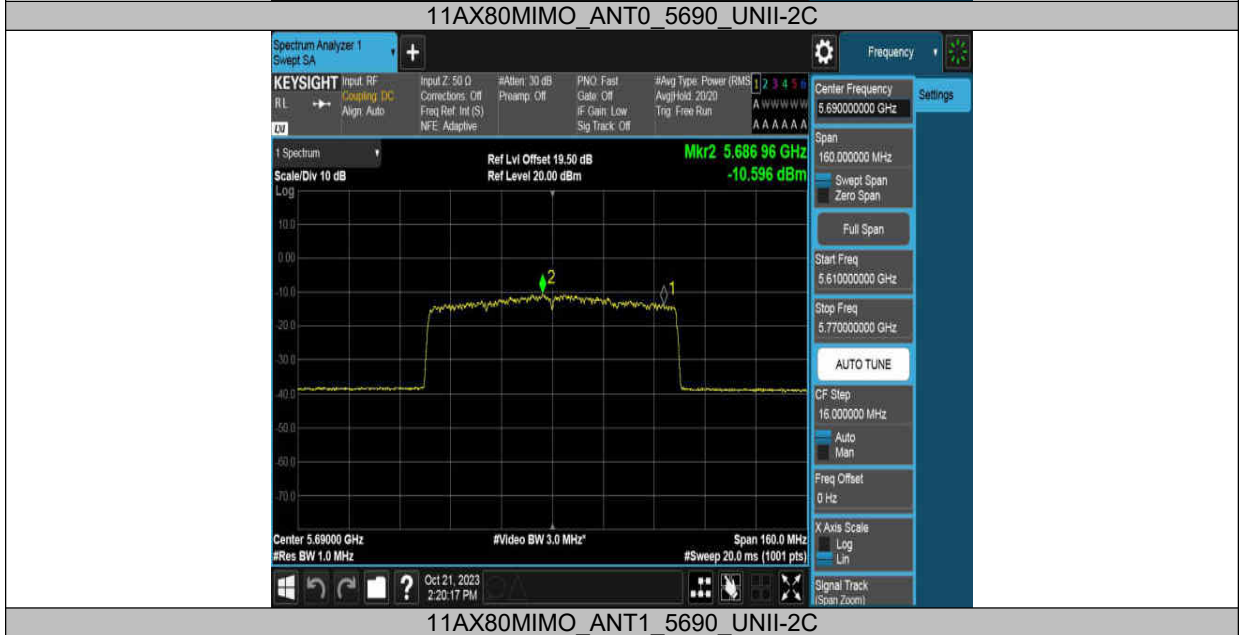 11AX80MIMO_ANT0_5690_UNII-2C
Spectrum Analyzer 1
Swept SA
+
Frequency
KEYSIGHT
RL
Input: RF
Coupling: DC
Align: Auto
Input Z: 50 Ω
Corrections: Off
Freq Ref: Int (S)
NFE: Adaptive
#Atten: 30 dB
Preamp: Off
PNO: Fast
Gate: Off
IF Gain: Low
Sig Track: Off
#Avg Type: Power (RMS
Avg|Hold: 20/20
Trig: Free Run
1 2 3 4 5 6
A W W W W W
A A A A A A
Center Frequency
5.690000000 GHz
Settings
Span
160.000000 MHz
Swept Span
Zero Span
Full Span
Start Freq
5.610000000 GHz
Stop Freq
5.770000000 GHz
AUTO TUNE
CF Step
16.000000 MHz
Auto
Man
Freq Offset
0 Hz
X Axis Scale
Log
Lin
Signal Track
(Span Zoom)
1 Spectrum
Scale/Div 10 dB
Log
Ref Lvl Offset 19.50 dB
Ref Level 20.00 dBm
Mkr2 5.686 96 GHz
-10.596 dBm
10.0
0.00
-10.0
-20.0
-30.0
-40.0
-50.0
-60.0
-70.0
2
1
Center 5.69000 GHz
#Res BW 1.0 MHz
#Video BW 3.0 MHz*
Span 160.0 MHz
#Sweep 20.0 ms (1001 pts)
?
Oct 21, 2023
2:20:17 PM
11AX80MIMO_ANT1_5690_UNII-2C